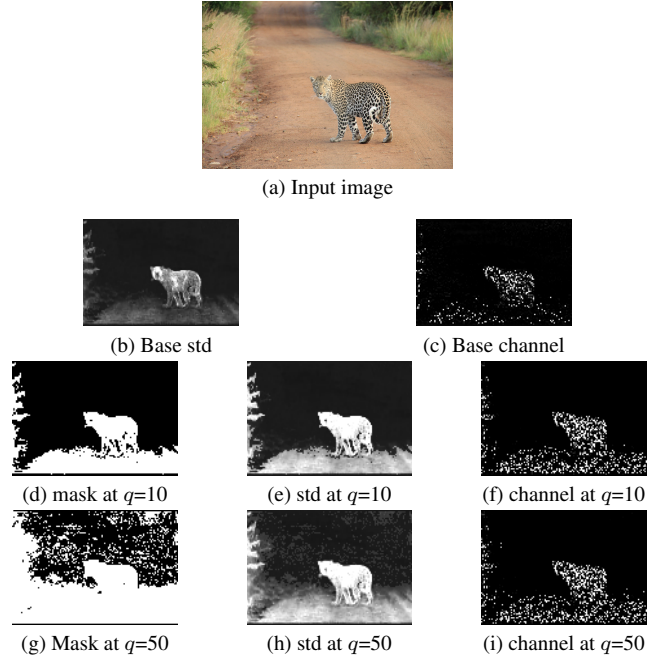 (a) Input image
(b) Base std
(c) Base channel
(d) mask at q=10
(e) std at q=10
(f) channel at q=10
(g) Mask at q=50
(h) std at q=50
(i) channel at q=50